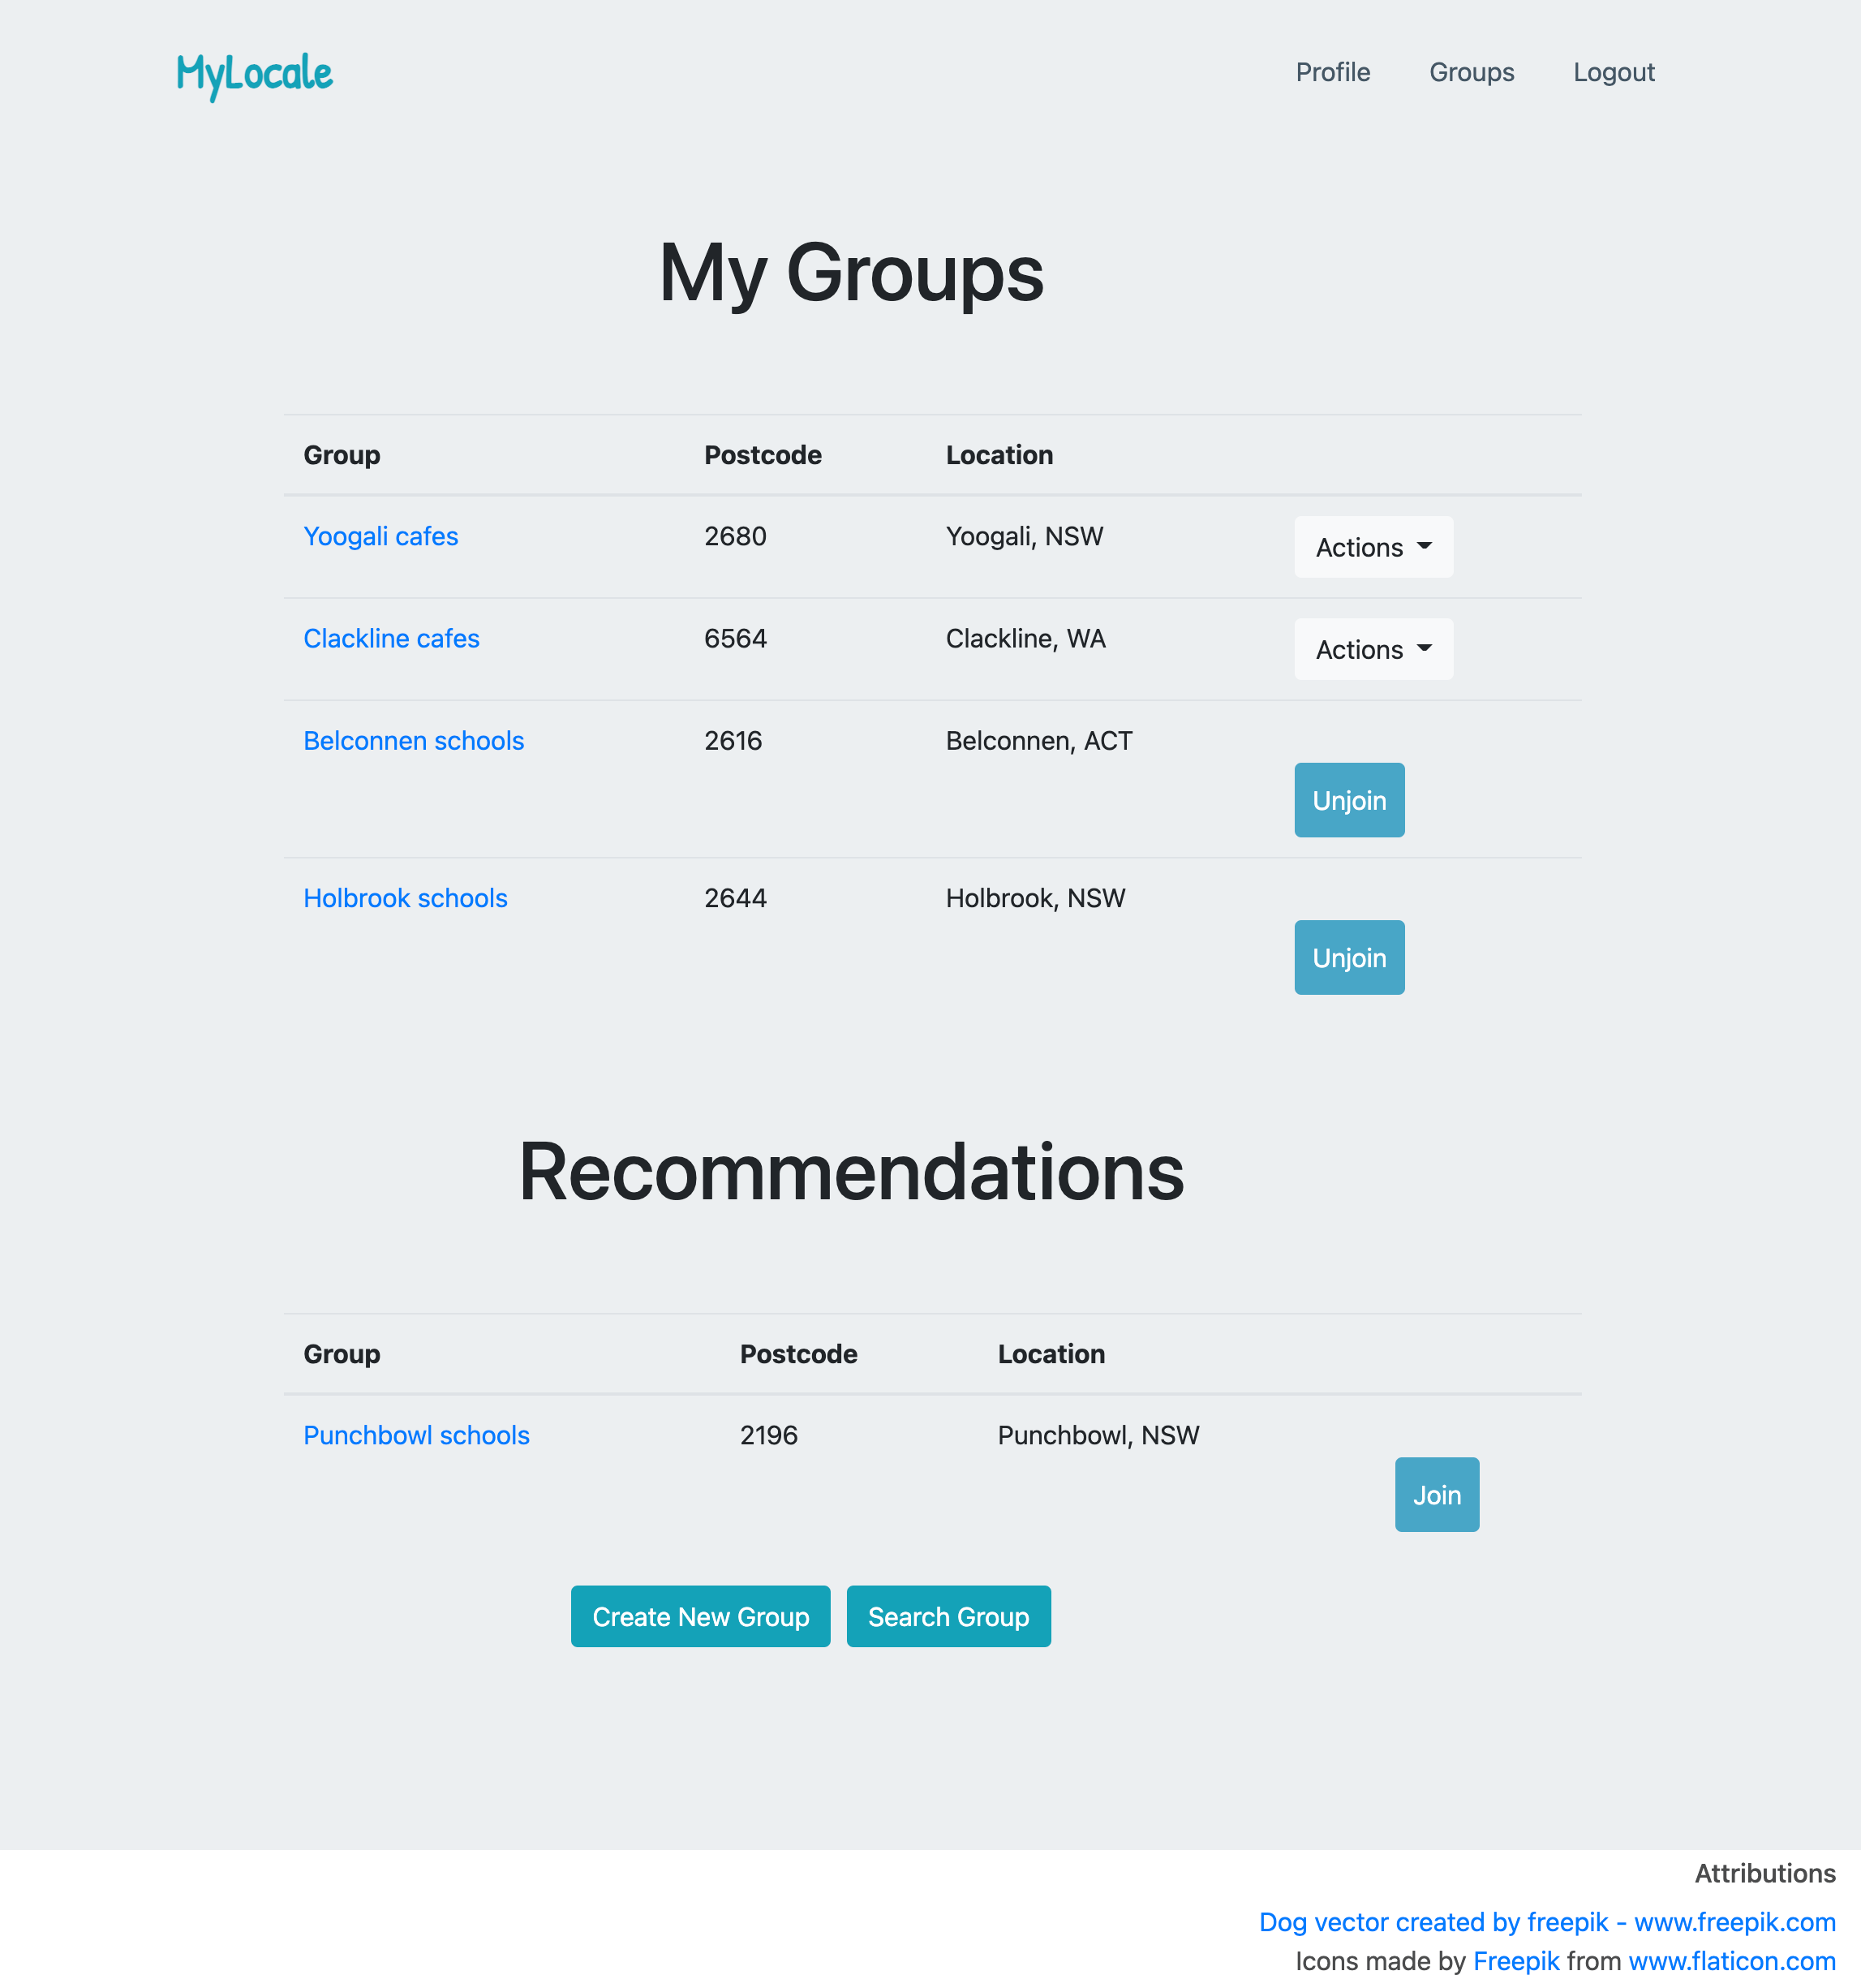 MyLocale Profile Groups Logout
My Groups
Group Postcode Location
Yoogali cafes 2680 Yoogali, NSW Actions
Clackline cafes 6564 Clackline, WA Actions
Belconnen schools 2616 Belconnen, ACT
Unjoin
Holbrook schools 2644 Holbrook, NSW
Unjoin
Recommendations
Group Postcode Location
Punchbowl schools 2196 Punchbowl, NSW
Join
Create New Group Search Group
Attributions
Dog vector created by freepik - www.freepik.com
Icons made by Freepik from www.flaticon.com